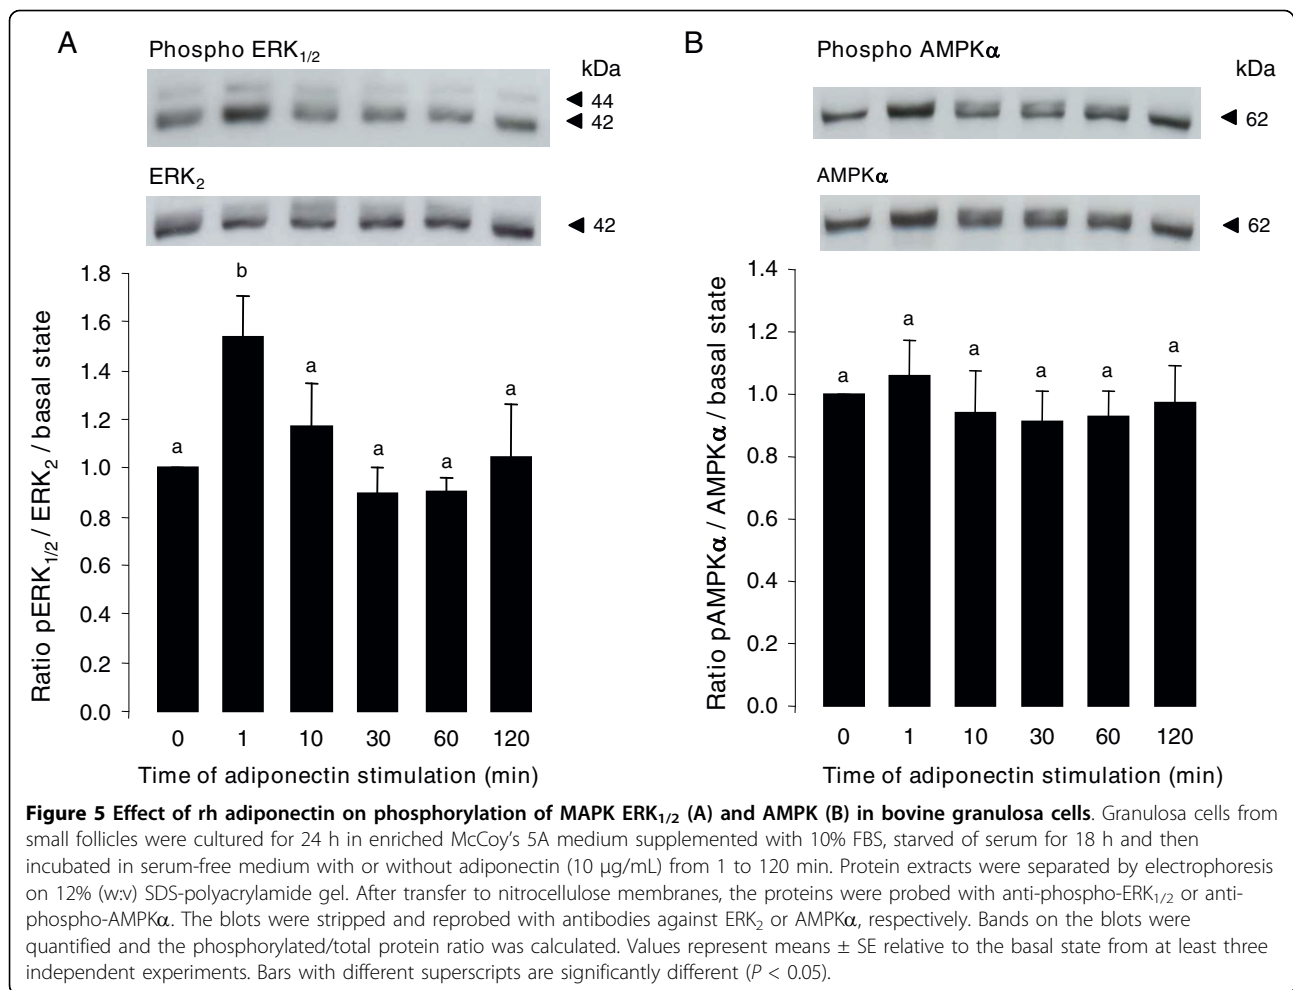 A
Phospho ERK1/2
kDa
44
42
ERK2
42
b
a
a
a
a
a
1.8
1.6
1.4
1.2
1.0
0.8
0.6
0.4
0.2
0.0
Ratio pERK1/2 / ERK2 / basal state
0 1 10 30 60 120
Time of adiponectin stimulation (min)
B
Phospho AMPKα
kDa
62
AMPKα
62
a
a
a
a
a
a
1.4
1.2
1.0
0.8
0.6
0.4
0.2
0.0
Ratio pAMPKα / AMPKα / basal state
0 1 10 30 60 120
Time of adiponectin stimulation (min)
Figure 5 Effect of rh adiponectin on phosphorylation of MAPK ERK1/2 (A) and AMPK (B) in bovine granulosa cells. Granulosa cells from
small follicles were cultured for 24 h in enriched McCoy's 5A medium supplemented with 10% FBS, starved of serum for 18 h and then
incubated in serum-free medium with or without adiponectin (10 μg/mL) from 1 to 120 min. Protein extracts were separated by electrophoresis
on 12% (w:v) SDS-polyacrylamide gel. After transfer to nitrocellulose membranes, the proteins were probed with anti-phospho-ERK1/2 or anti-
phospho-AMPKα. The blots were stripped and reprobed with antibodies against ERK2 or AMPKα, respectively. Bands on the blots were
quantified and the phosphorylated/total protein ratio was calculated. Values represent means ± SE relative to the basal state from at least three
independent experiments. Bars with different superscripts are significantly different (P < 0.05).